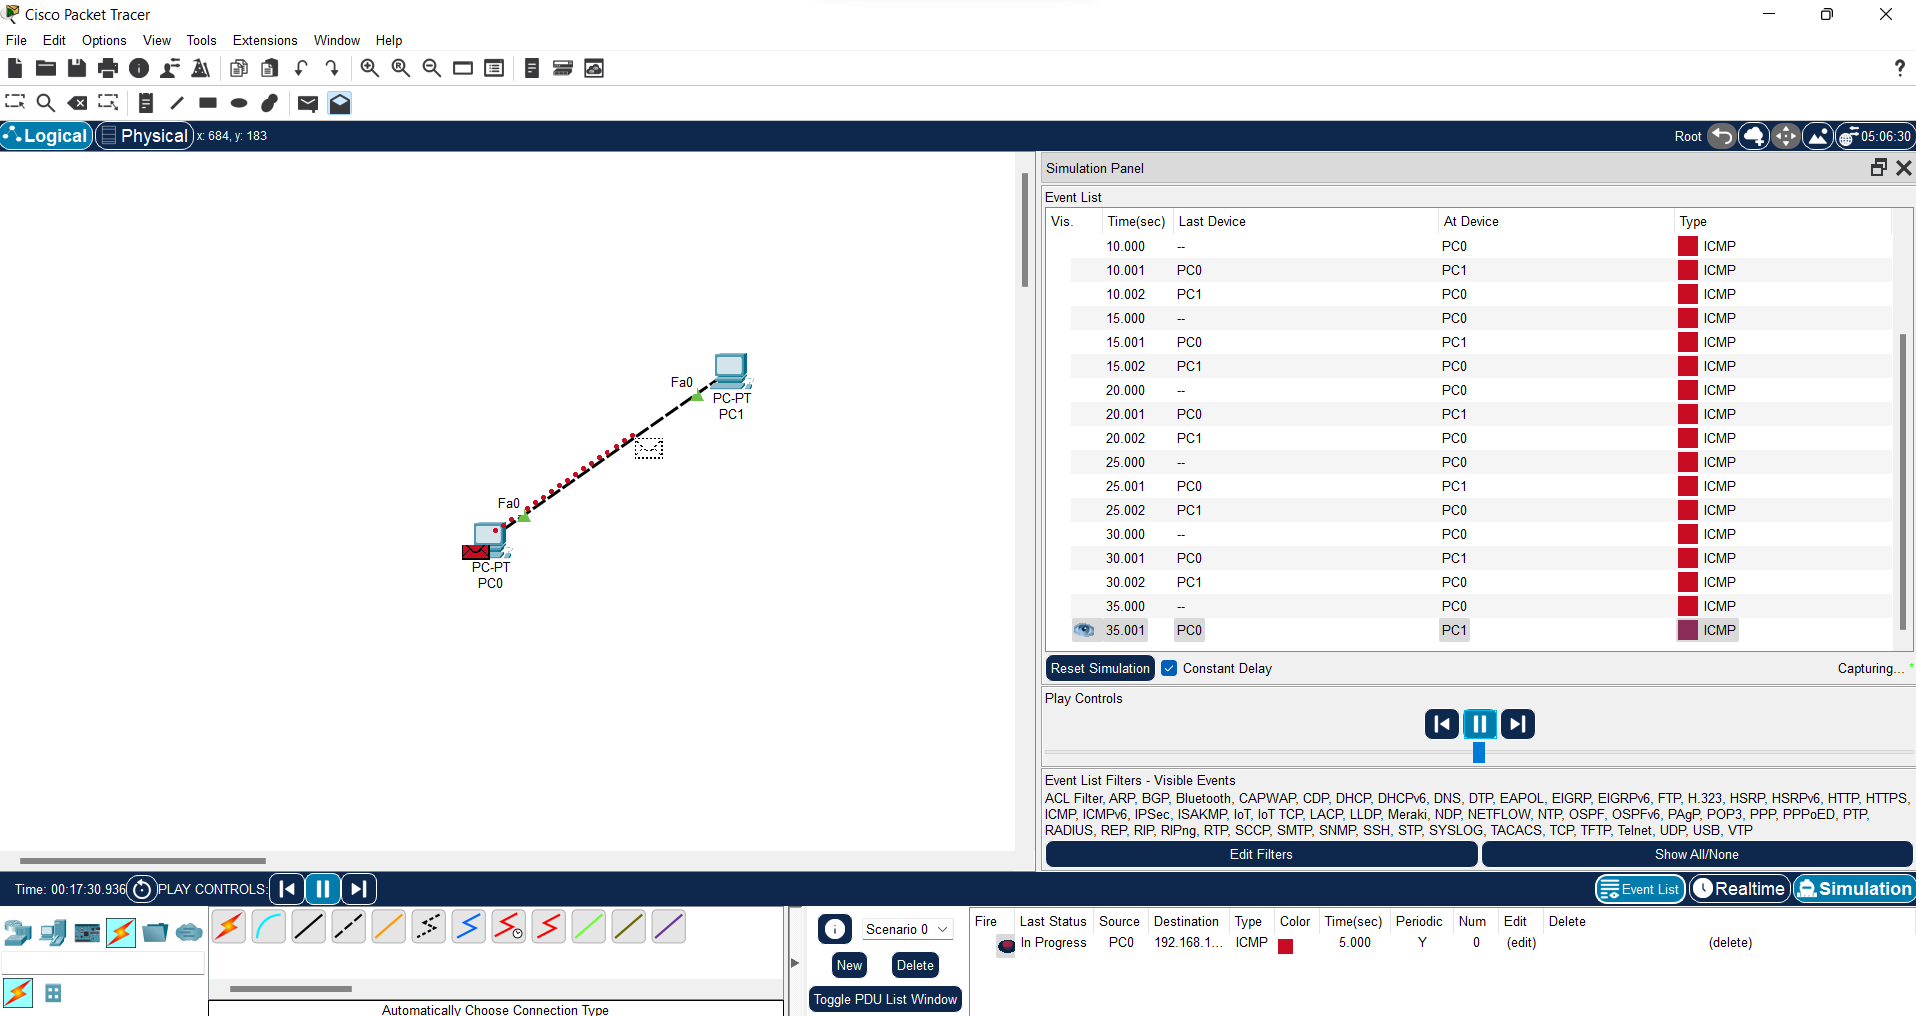 Cisco Packet Tracer
File Edit Options View Tools Extensions Window Help
?
Logical Physical x: 684, y: 183 Root 05:06:30
Simulation Panel
Event List
Vis. Time(sec) Last Device At Device Type
10.000 -- PC0 ICMP
10.001 PC0 PC1 ICMP
10.002 PC1 PC0 ICMP
15.000 -- PC0 ICMP
15.001 PC0 PC1 ICMP
15.002 PC1 PC0 ICMP
20.000 -- PC0 ICMP
20.001 PC0 PC1 ICMP
20.002 PC1 PC0 ICMP
25.000 -- PC0 ICMP
25.001 PC0 PC1 ICMP
25.002 PC1 PC0 ICMP
30.000 -- PC0 ICMP
30.001 PC0 PC1 ICMP
30.002 PC1 PC0 ICMP
35.000 -- PC0 ICMP
35.001 PC0 PC1 ICMP
Fa0
PC-PT
PC1
Fa0
PC-PT
PC0
Reset Simulation Constant Delay Capturing... *
Play Controls
Event List Filters - Visible Events
ACL Filter, ARP, BGP, Bluetooth, CAPWAP, CDP, DHCP, DHCPv6, DNS, DTP, EAPOL, EIGRP, EIGRPv6, FTP, H.323, HSRP, HSRPv6, HTTP, HTTPS,
ICMP, ICMPv6, IPSec, ISAKMP, IoT, IoT TCP, LACP, LLDP, Meraki, NDP, NETFLOW, NTP, OSPF, OSPFv6, PAgP, POP3, PPP, PPPoED, PTP,
RADIUS, REP, RIP, RIPng, RTP, SCCP, SMTP, SNMP, SSH, STP, SYSLOG, TACACS, TCP, TFTP, Telnet, UDP, USB, VTP
Edit Filters Show All/None
Time: 00:17:30.936 PLAY CONTROLS: Event List Realtime Simulation
Scenario 0
New Delete
Toggle PDU List Window
Fire Last Status Source Destination Type Color Time(sec) Periodic Num Edit Delete
In Progress PC0 192.168.1... ICMP 5.000 Y 0 (edit) (delete)
Automatically Choose Connection Type